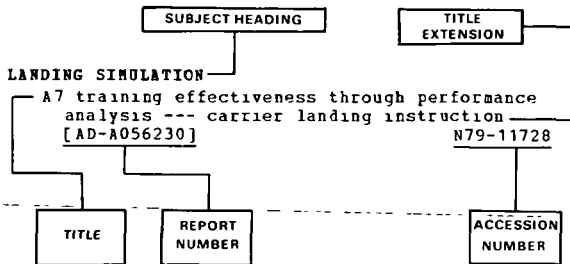 SUBJECT HEADING
TITLE
EXTENSION
LANDING SIMULATION
A7 training effectiveness through performance
analysis --- carrier landing instruction
[AD-A056230] N79-11728
TITLE
REPORT
NUMBER
ACCESSION
NUMBER